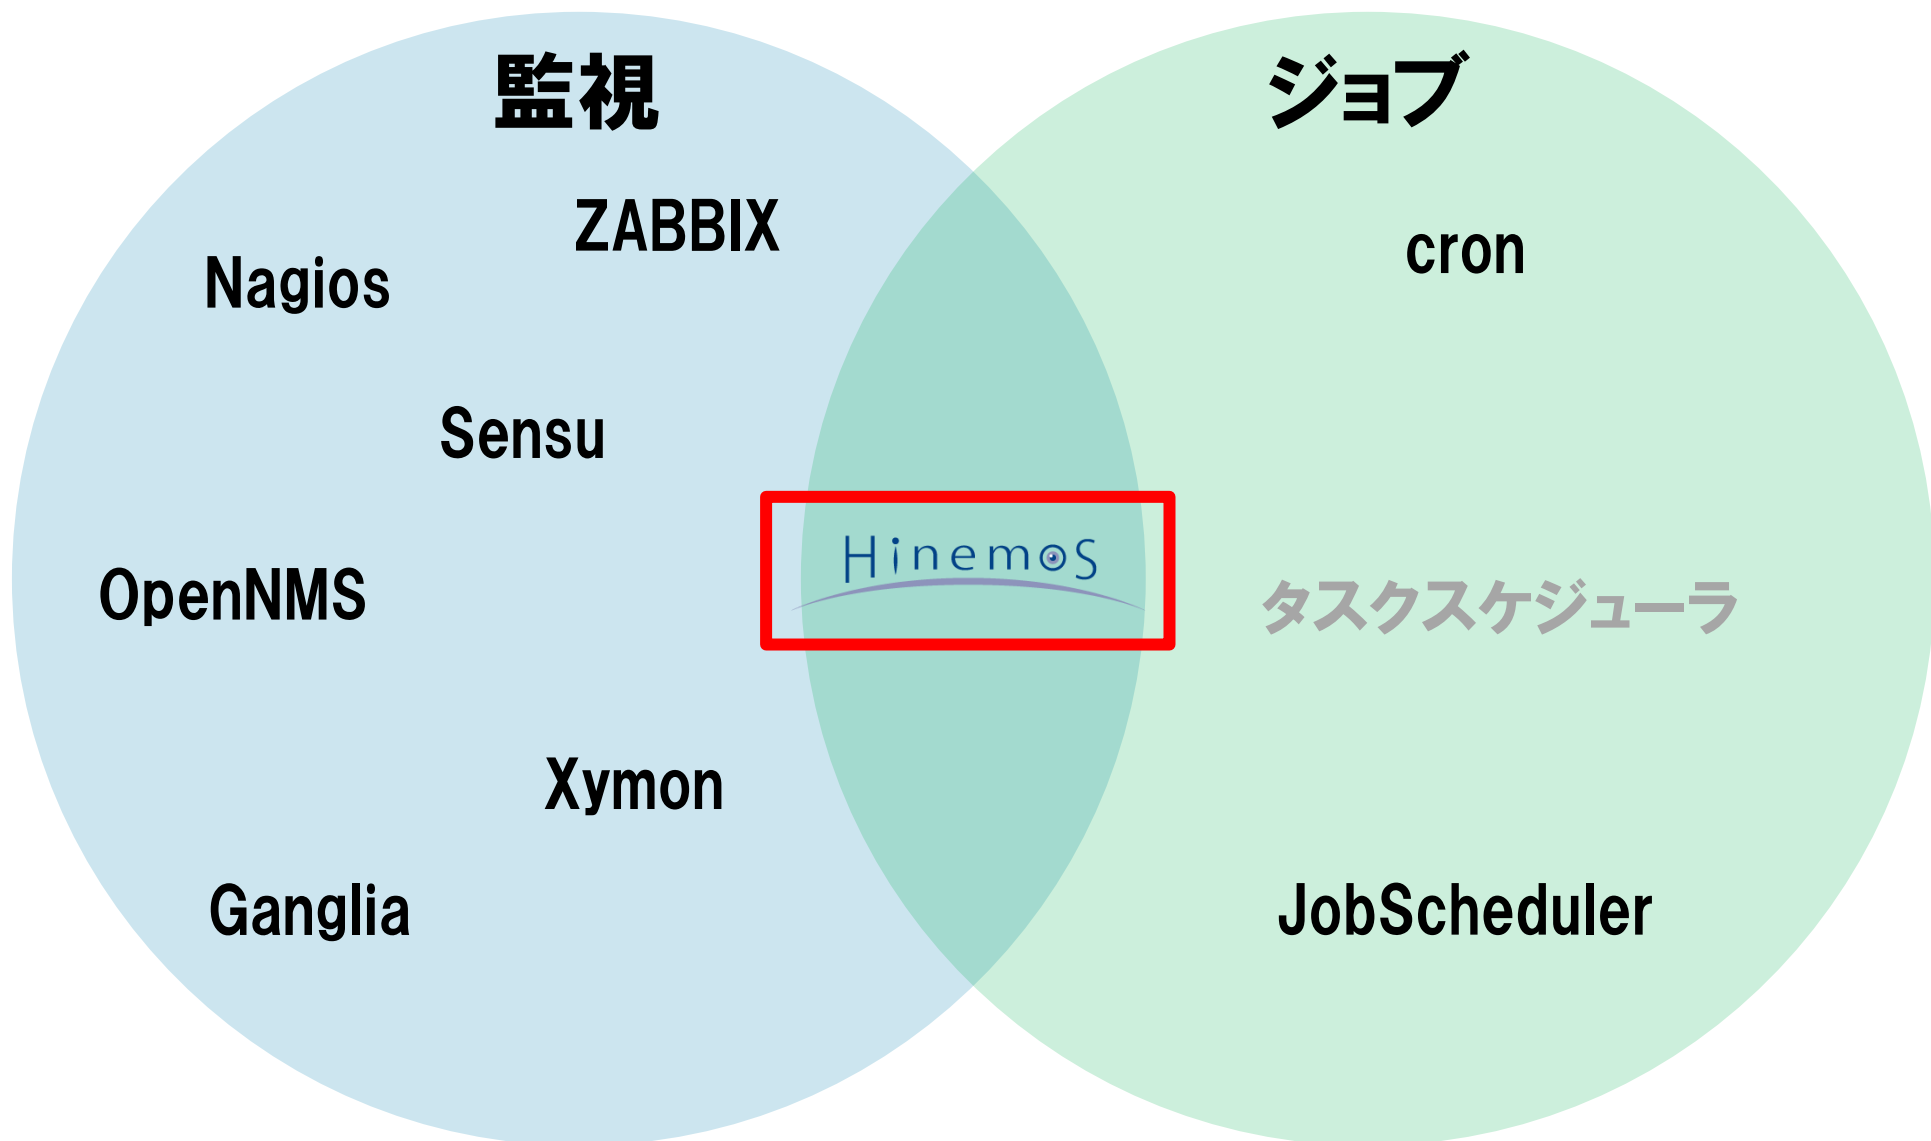 監視
ジョブ
ZABBIX
cron
Nagios
Sensu
Hinemos
OpenNMS
タスクスケジューラ
Xymon
Ganglia
JobScheduler